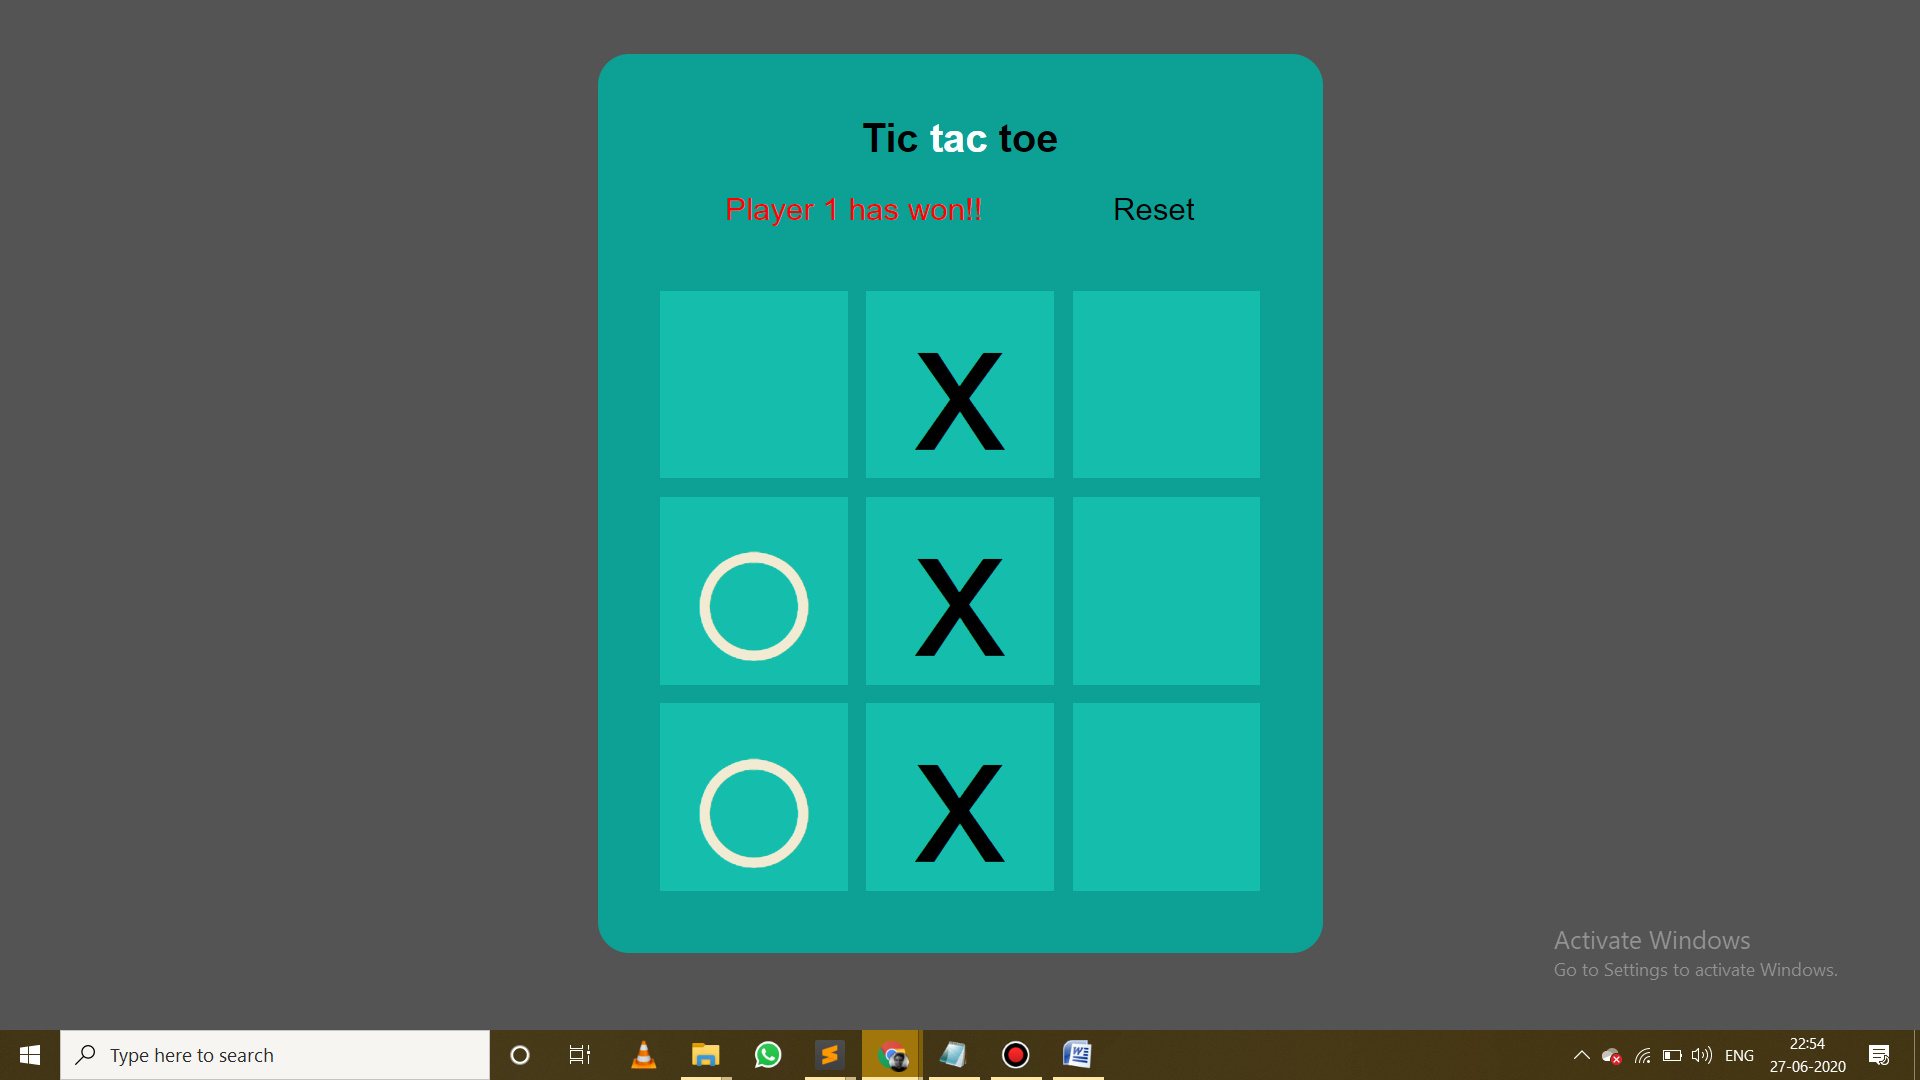 Tic tac toe
Player 1 has won!! Reset
X
O X
O X
Activate Windows
Go to Settings to activate Windows.
Type here to search
ENG
22:54
27-06-2020